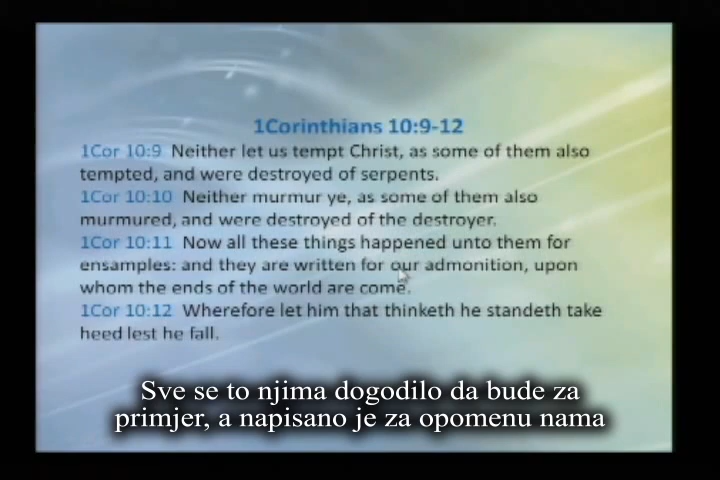 1Corinthians 10:9-12
1Cor 10:9 Neither let us tempt Christ, as some of them also
tempted, and were destroyed of serpents.
1Cor 10:10 Neither murmur ye, as some of them also
murmured, and were destroyed of the destroyer.
1Cor 10:11 Now all these things happened unto them for
ensamples: and they are written for our admonition, upon
whom the ends of the world are come.
1Cor 10:12 Wherefore let him that thinketh he standeth take
heed lest he fall.
Sve se to njima dogodilo da bude za
primjer, a napisano je za opomenu nama